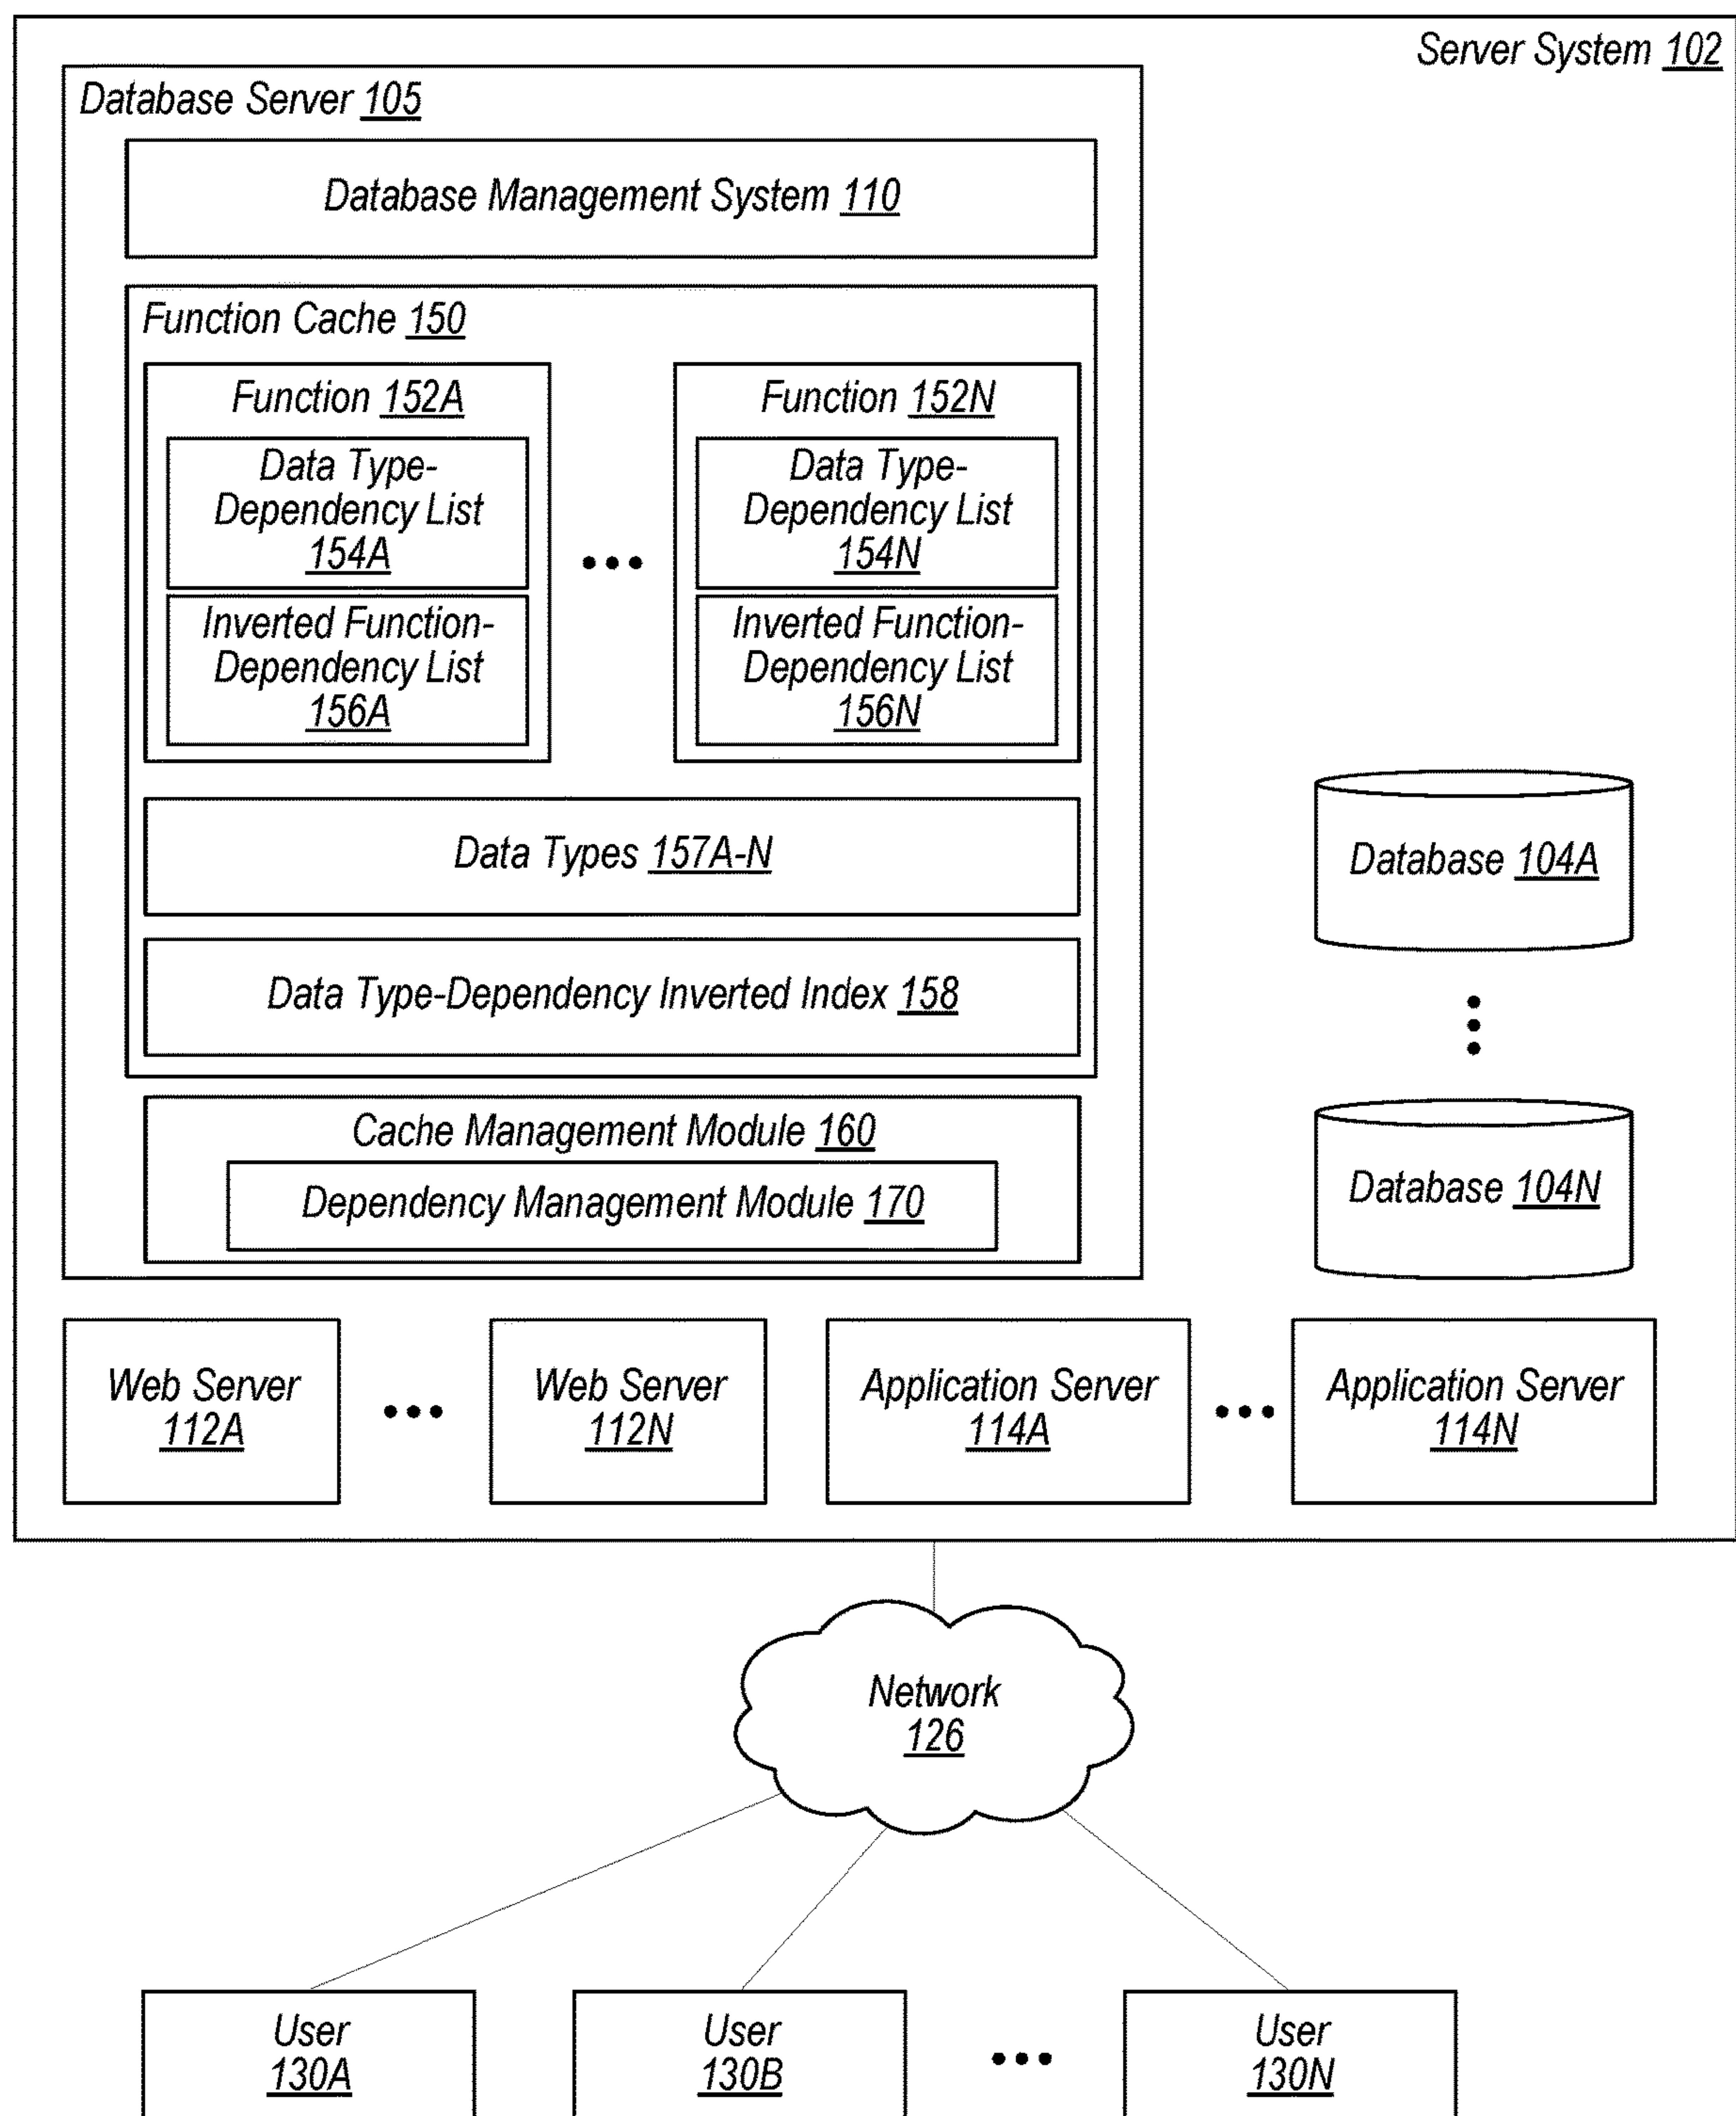 Server System 102
Database Server 105
Database Management System 110
Function Cache 150
Function 152A
Data Type-
Dependency List
154A
Inverted Function-
Dependency List
156A
Function 152N
Data Type-
Dependency List
154N
Inverted Function-
Dependency List
156N
Data Types 157A-N
Data Type-Dependency Inverted Index 158
Cache Management Module 160
Dependency Management Module 170
Database 104A
Database 104N
Web Server
112A
Web Server
112N
Application Server
114A
Application Server
114N
Network
126
User
130A
User
130B
User
130N